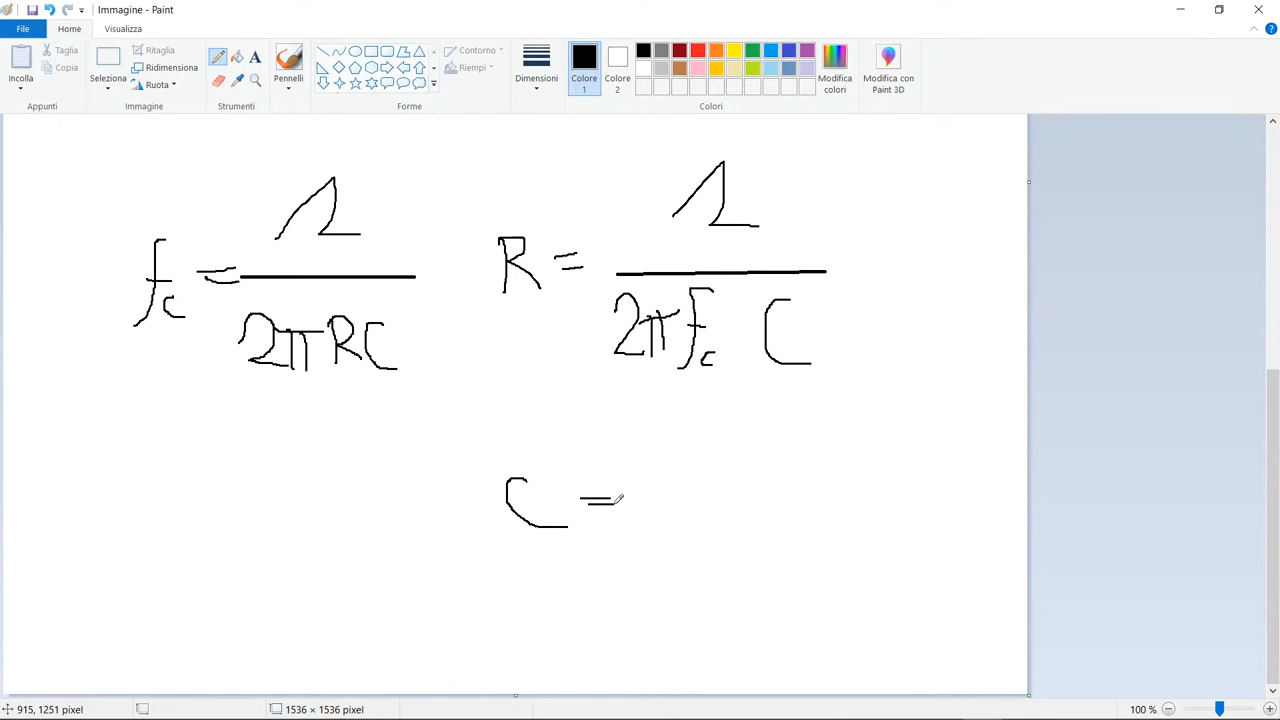 Immagine - Paint
File Home Visualizza
Incolla Taglia Copia Seleziona Ritaglia Ridimensiona Ruota Pennelli Contorno Riempi Dimensioni Colore 1 Colore 2 Modifica colori Modifica con Paint 3D
Appunti Immagine Strumenti Forme Colori
1 1
f_c = ―― R = ――
2πRC 2πf_c C
C =
915, 1251 pixel 1536 × 1536 pixel 100 %